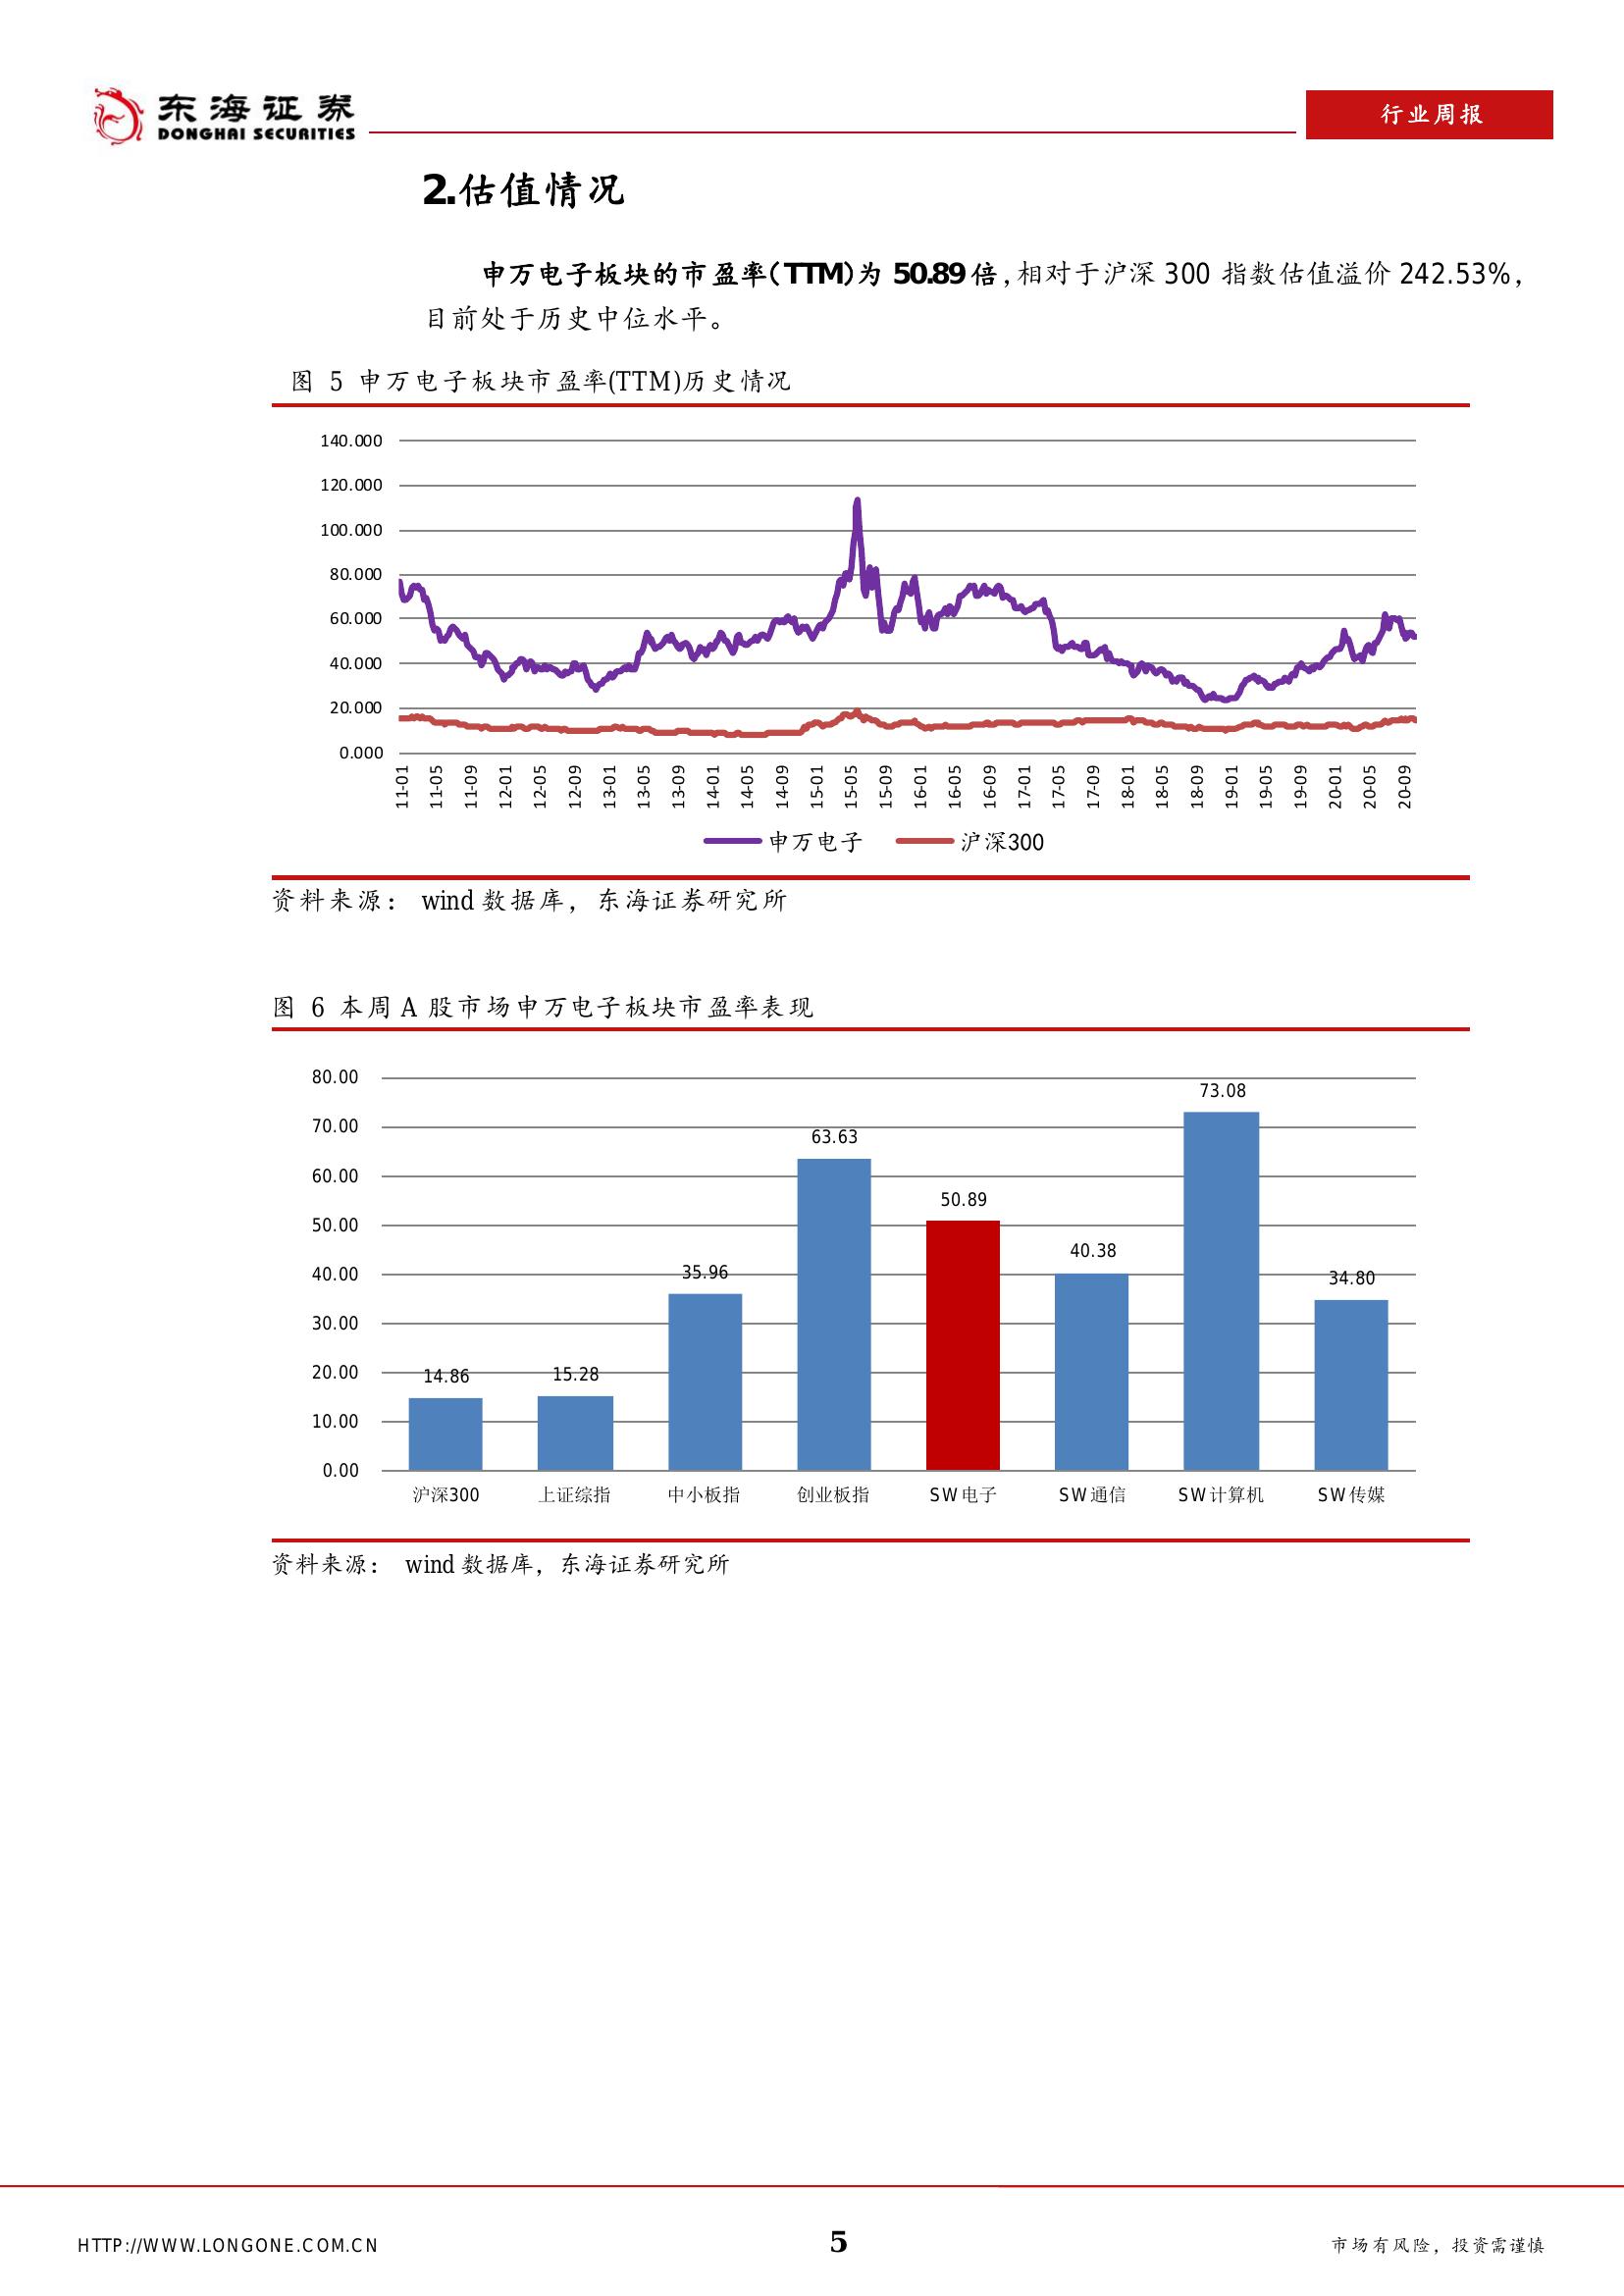 东海证券
DONGHAI SECURITIES
行业周报
2.估值情况
申万电子板块的市盈率(TTM)为 50.89 倍,相对于沪深 300 指数估值溢价 242.53%,
目前处于历史中位水平。
图 5 申万电子板块市盈率(TTM)历史情况
140.000
120.000
100.000
80.000
60.000
40.000
20.000
0.000
11-01 11-05 11-09 12-01 12-05 12-09 13-01 13-05 13-09 14-01 14-05 14-09 15-01 15-05 15-09 16-01 16-05 16-09 17-01 17-05 17-09 18-01 18-05 18-09 19-01 19-05 19-09 20-01 20-05 20-09
申万电子 沪深300
资料来源： wind 数据库，东海证券研究所
图 6 本周 A 股市场申万电子板块市盈率表现
80.00
70.00
60.00
50.00
40.00
30.00
20.00
10.00
0.00
14.86 15.28 35.96 63.63 50.89 40.38 73.08 34.80
沪深300 上证综指 中小板指 创业板指 SW电子 SW通信 SW计算机 SW传媒
资料来源： wind 数据库，东海证券研究所
HTTP://WWW.LONGONE.COM.CN 5 市场有风险，投资需谨慎